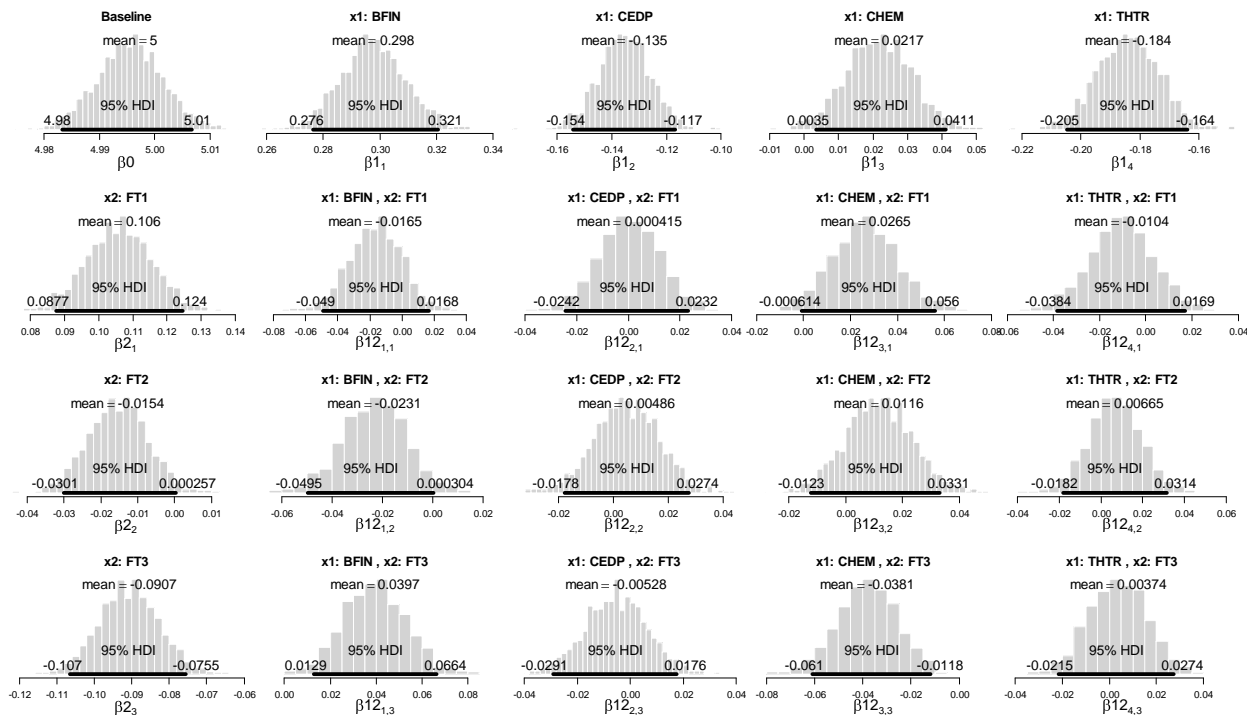 Baseline
mean = 5
95% HDI
4.98 5.01
4.98 4.99 5.00 5.01
β0
x1: BFIN
mean = 0.298
95% HDI
0.276 0.321
0.26 0.28 0.30 0.32 0.34
β1₁
x1: CEDP
mean = -0.135
95% HDI
-0.154 -0.117
-0.16 -0.14 -0.12 -0.10
β1₂
x1: CHEM
mean = 0.0217
95% HDI
0.0035 0.0411
-0.01 0.00 0.01 0.02 0.03 0.04 0.05
β1₃
x1: THTR
mean = -0.184
95% HDI
-0.205 -0.164
-0.22 -0.20 -0.18 -0.16
β1₄
x2: FT1
mean = 0.106
95% HDI
0.0877 0.124
0.08 0.10 0.12 0.14
β2₁
x1: BFIN , x2: FT1
mean = -0.0165
95% HDI
-0.049 0.0168
-0.08 -0.06 -0.04 -0.02 0.00 0.02 0.04
β12₁,₁
x1: CEDP , x2: FT1
mean = 0.000415
95% HDI
-0.0242 0.0232
-0.04 -0.02 0.00 0.02 0.04
β12₂,₁
x1: CHEM , x2: FT1
mean = 0.0265
95% HDI
-0.000614 0.056
-0.02 0.00 0.02 0.04 0.06 0.08
β12₃,₁
x1: THTR , x2: FT1
mean = -0.0104
95% HDI
-0.0384 0.0169
-0.06 -0.04 -0.02 0.00 0.02 0.04
β12₄,₁
x2: FT2
mean = -0.0154
95% HDI
-0.0301 0.000257
-0.04 -0.03 -0.02 -0.01 0.00 0.01
β2₂
x1: BFIN , x2: FT2
mean = -0.0231
95% HDI
-0.0495 0.000304
-0.06 -0.04 -0.02 0.00 0.02
β12₁,₂
x1: CEDP , x2: FT2
mean = 0.00486
95% HDI
-0.0178 0.0274
-0.02 0.00 0.02 0.04
β12₂,₂
x1: CHEM , x2: FT2
mean = 0.0116
95% HDI
-0.0123 0.0331
-0.02 0.00 0.02 0.04
β12₃,₂
x1: THTR , x2: FT2
mean = 0.00665
95% HDI
-0.0182 0.0314
-0.04 -0.02 0.00 0.02 0.04 0.06
β12₄,₂
x2: FT3
mean = -0.0907
95% HDI
-0.107 -0.0755
-0.12 -0.11 -0.10 -0.09 -0.08 -0.07 -0.06
β2₃
x1: BFIN , x2: FT3
mean = 0.0397
95% HDI
0.0129 0.0664
0.00 0.02 0.04 0.06 0.08
β12₁,₃
x1: CEDP , x2: FT3
mean = -0.00528
95% HDI
-0.0291 0.0176
-0.04 -0.02 0.00 0.02 0.04
β12₂,₃
x1: CHEM , x2: FT3
mean = -0.0381
95% HDI
-0.061 -0.0118
-0.08 -0.06 -0.04 -0.02 0.00
β12₃,₃
x1: THTR , x2: FT3
mean = 0.00374
95% HDI
-0.0215 0.0274
-0.04 -0.02 0.00 0.02 0.04
β12₄,₃